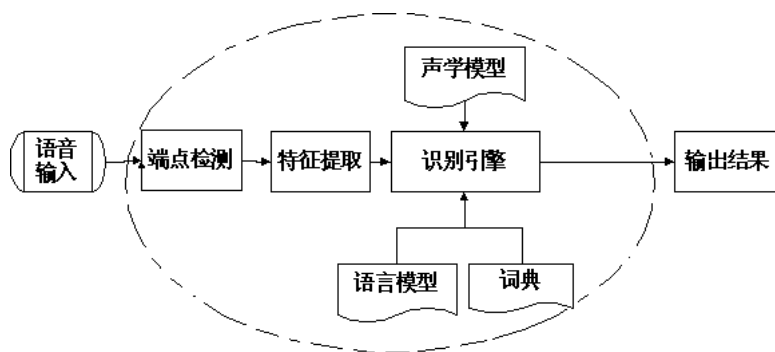 声学模型
语音
输入
端点检测
特征提取
识别引擎
输出结果
语言模型
词典